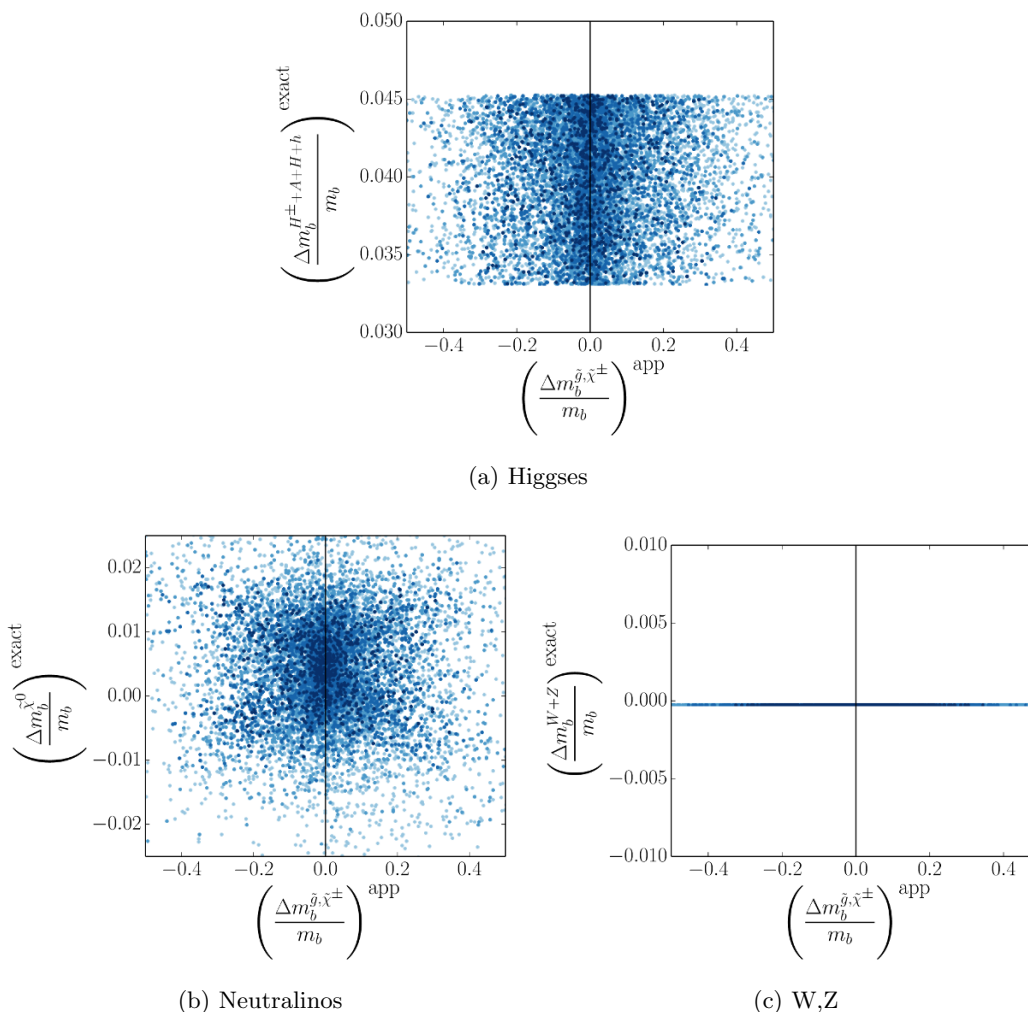 0.050
0.045
0.040
0.035
0.030
−0.4 −0.2 0.0 0.2 0.4
(Δm_b^{H^±+A+H+h} / m_b)^exact
(Δm_b^{g̃,χ̃^±} / m_b)^app
(a) Higgses
0.02
0.01
0.00
−0.01
−0.02
−0.4 −0.2 0.0 0.2 0.4
(Δm_b^{χ̃^0} / m_b)^exact
(Δm_b^{g̃,χ̃^±} / m_b)^app
(b) Neutralinos
0.010
0.005
0.000
−0.005
−0.010
−0.4 −0.2 0.0 0.2 0.4
(Δm_b^{W+Z} / m_b)^exact
(Δm_b^{g̃,χ̃^±} / m_b)^app
(c) W,Z